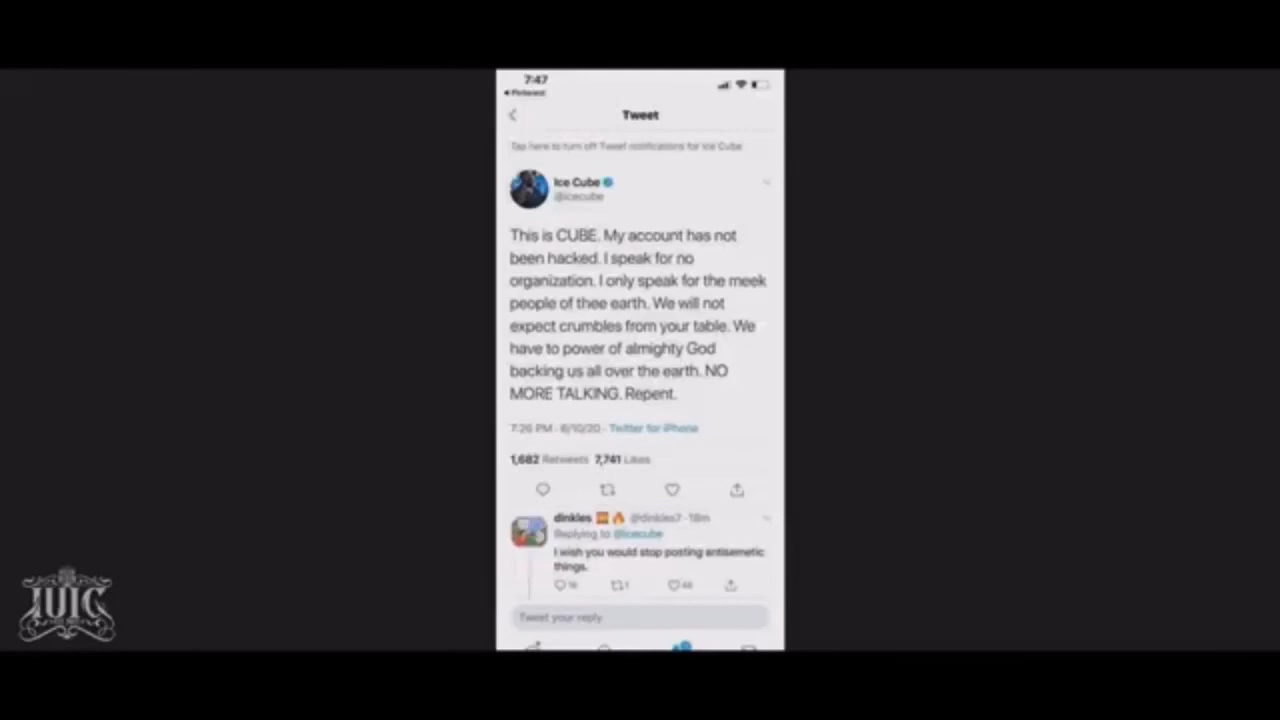 7:47
Pinterest
Tweet
Tap here to turn off Tweet notifications for Ice Cube
Ice Cube
@icecube
This is CUBE. My account has not
been hacked. I speak for no
organization. I only speak for the meek
people of thee earth. We will not
expect crumbles from your table. We
have to power of almighty God
backing us all over the earth. NO
MORE TALKING. Repent.
7:26 PM · 6/10/20 · Twitter for iPhone
1,682 Retweets 7,741 Likes
dinkles @dinkles7 · 18m
Replying to @icecube
I wish you would stop posting antisemetic
things.
16 1 48
Tweet your reply
IUIC